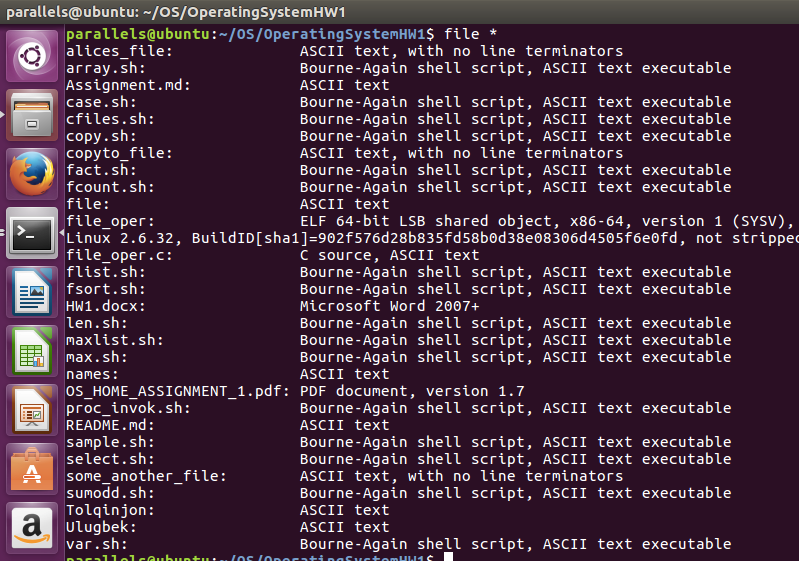 parallels@ubuntu: ~/OS/OperatingSystemHW1
parallels@ubuntu:~/OS/OperatingSystemHW1$ file *
alices_file: ASCII text, with no line terminators
array.sh: Bourne-Again shell script, ASCII text executable
Assignment.md: ASCII text
case.sh: Bourne-Again shell script, ASCII text executable
cfiles.sh: Bourne-Again shell script, ASCII text executable
copy.sh: Bourne-Again shell script, ASCII text executable
copyto_file: ASCII text, with no line terminators
fact.sh: Bourne-Again shell script, ASCII text executable
fcount.sh: Bourne-Again shell script, ASCII text executable
file: ASCII text
file_oper: ELF 64-bit LSB shared object, x86-64, version 1 (SYSV),
Linux 2.6.32, BuildID[sha1]=902f576d28b835fd58b0d38e08306d4505f6e0fd, not stripped
file_oper.c: C source, ASCII text
flist.sh: Bourne-Again shell script, ASCII text executable
fsort.sh: Bourne-Again shell script, ASCII text executable
HW1.docx: Microsoft Word 2007+
len.sh: Bourne-Again shell script, ASCII text executable
maxlist.sh: Bourne-Again shell script, ASCII text executable
max.sh: Bourne-Again shell script, ASCII text executable
names: ASCII text
OS_HOME_ASSIGNMENT_1.pdf: PDF document, version 1.7
proc_invok.sh: Bourne-Again shell script, ASCII text executable
README.md: ASCII text
sample.sh: Bourne-Again shell script, ASCII text executable
select.sh: Bourne-Again shell script, ASCII text executable
some_another_file: ASCII text, with no line terminators
sumodd.sh: Bourne-Again shell script, ASCII text executable
Tolqinjon: ASCII text
Ulugbek: ASCII text
var.sh: Bourne-Again shell script, ASCII text executable
parallels@ubuntu:~/OS/OperatingSystemHW1$